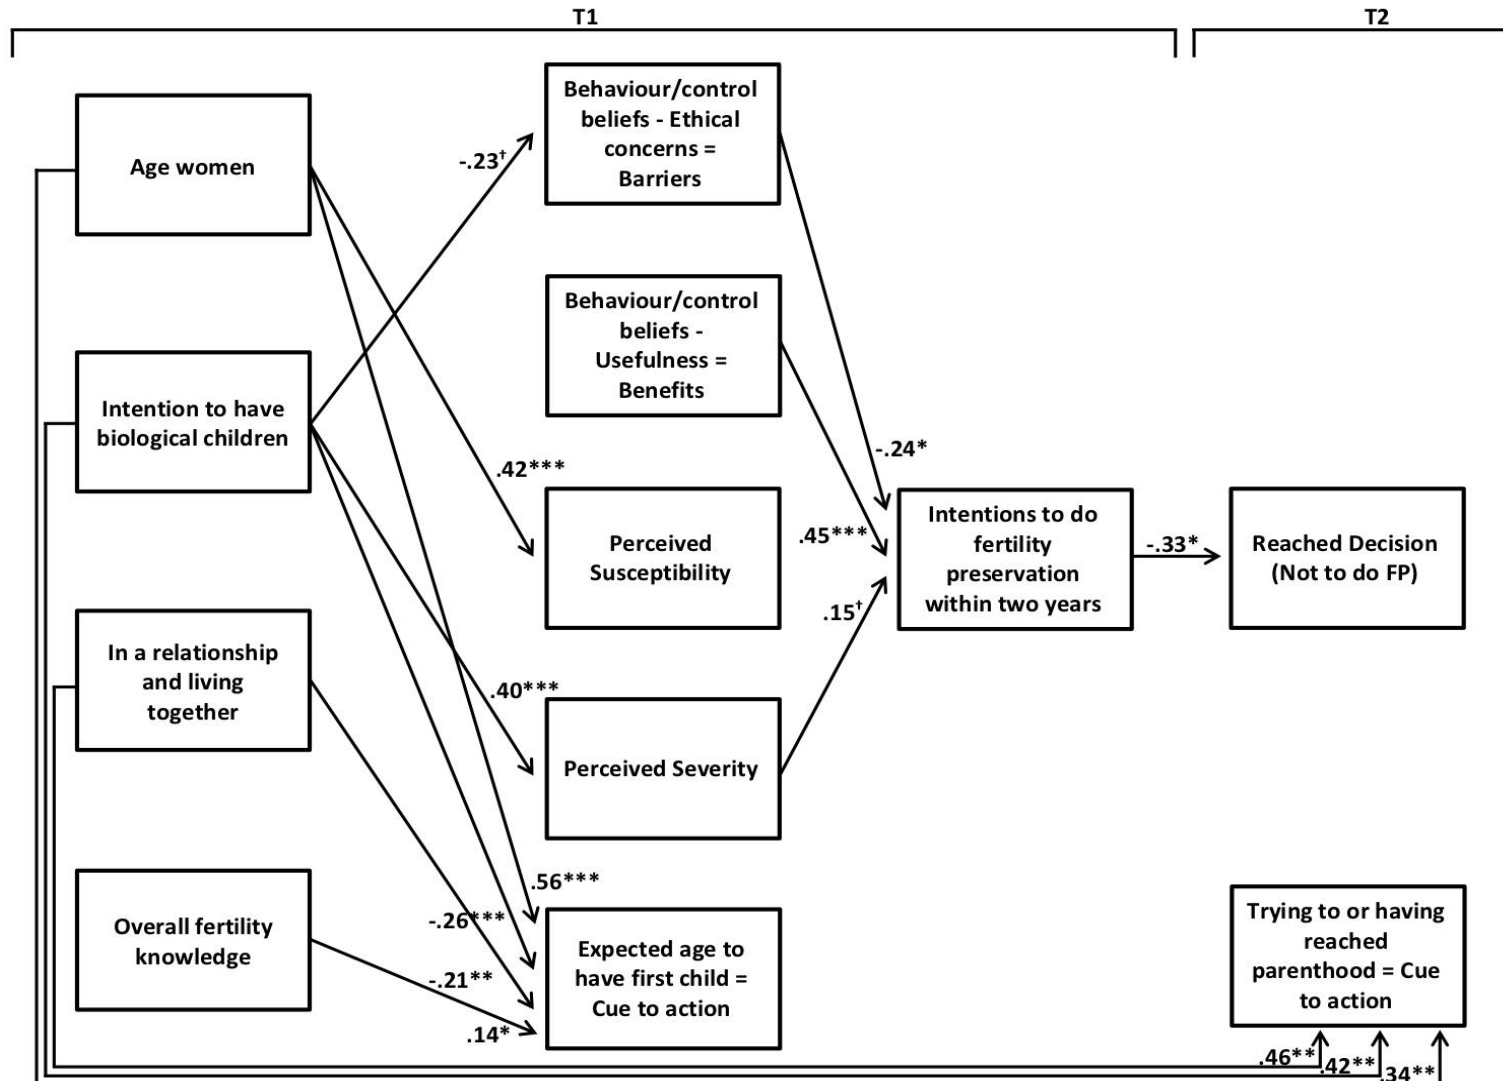 T1
T2
Age women
Intention to have
biological children
In a relationship
and living
together
Overall fertility
knowledge
Behaviour/control
beliefs - Ethical
concerns =
Barriers
Behaviour/control
beliefs -
Usefulness =
Benefits
Perceived
Susceptibility
Perceived Severity
Expected age to
have first child =
Cue to action
Intentions to do
fertility
preservation
within two years
Reached Decision
(Not to do FP)
Trying to or having
reached
parenthood = Cue
to action
-.23†
.42***
.40***
.56***
-.26***
-.21**
.14*
-.24*
.45***
.15†
-.33*
.46**
.42**
.34**